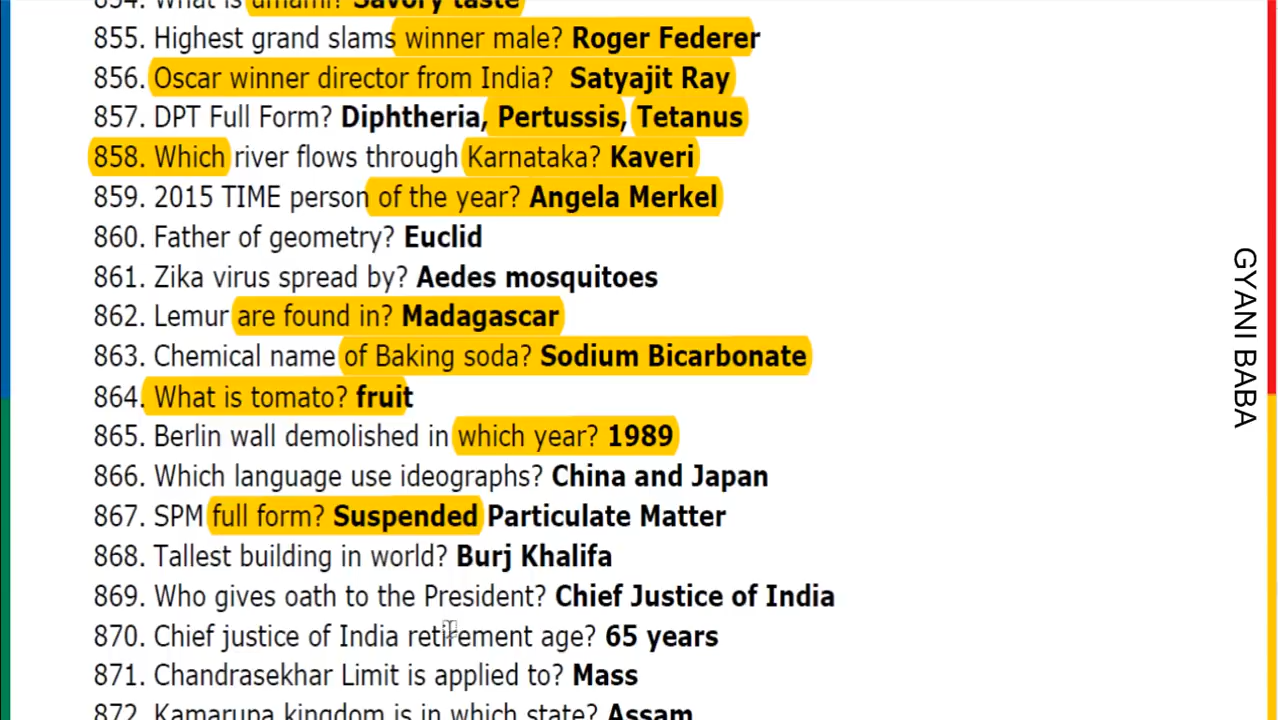 854. What is umami? Savory taste
855. Highest grand slams winner male? Roger Federer
856. Oscar winner director from India? Satyajit Ray
857. DPT Full Form? Diphtheria, Pertussis, Tetanus
858. Which river flows through Karnataka? Kaveri
859. 2015 TIME person of the year? Angela Merkel
860. Father of geometry? Euclid
861. Zika virus spread by? Aedes mosquitoes
862. Lemur are found in? Madagascar
863. Chemical name of Baking soda? Sodium Bicarbonate
864. What is tomato? fruit
865. Berlin wall demolished in which year? 1989
866. Which language use ideographs? China and Japan
867. SPM full form? Suspended Particulate Matter
868. Tallest building in world? Burj Khalifa
869. Who gives oath to the President? Chief Justice of India
870. Chief justice of India retirement age? 65 years
871. Chandrasekhar Limit is applied to? Mass
872. Kamarupa kingdom is in which state? Assam
GYANI BABA